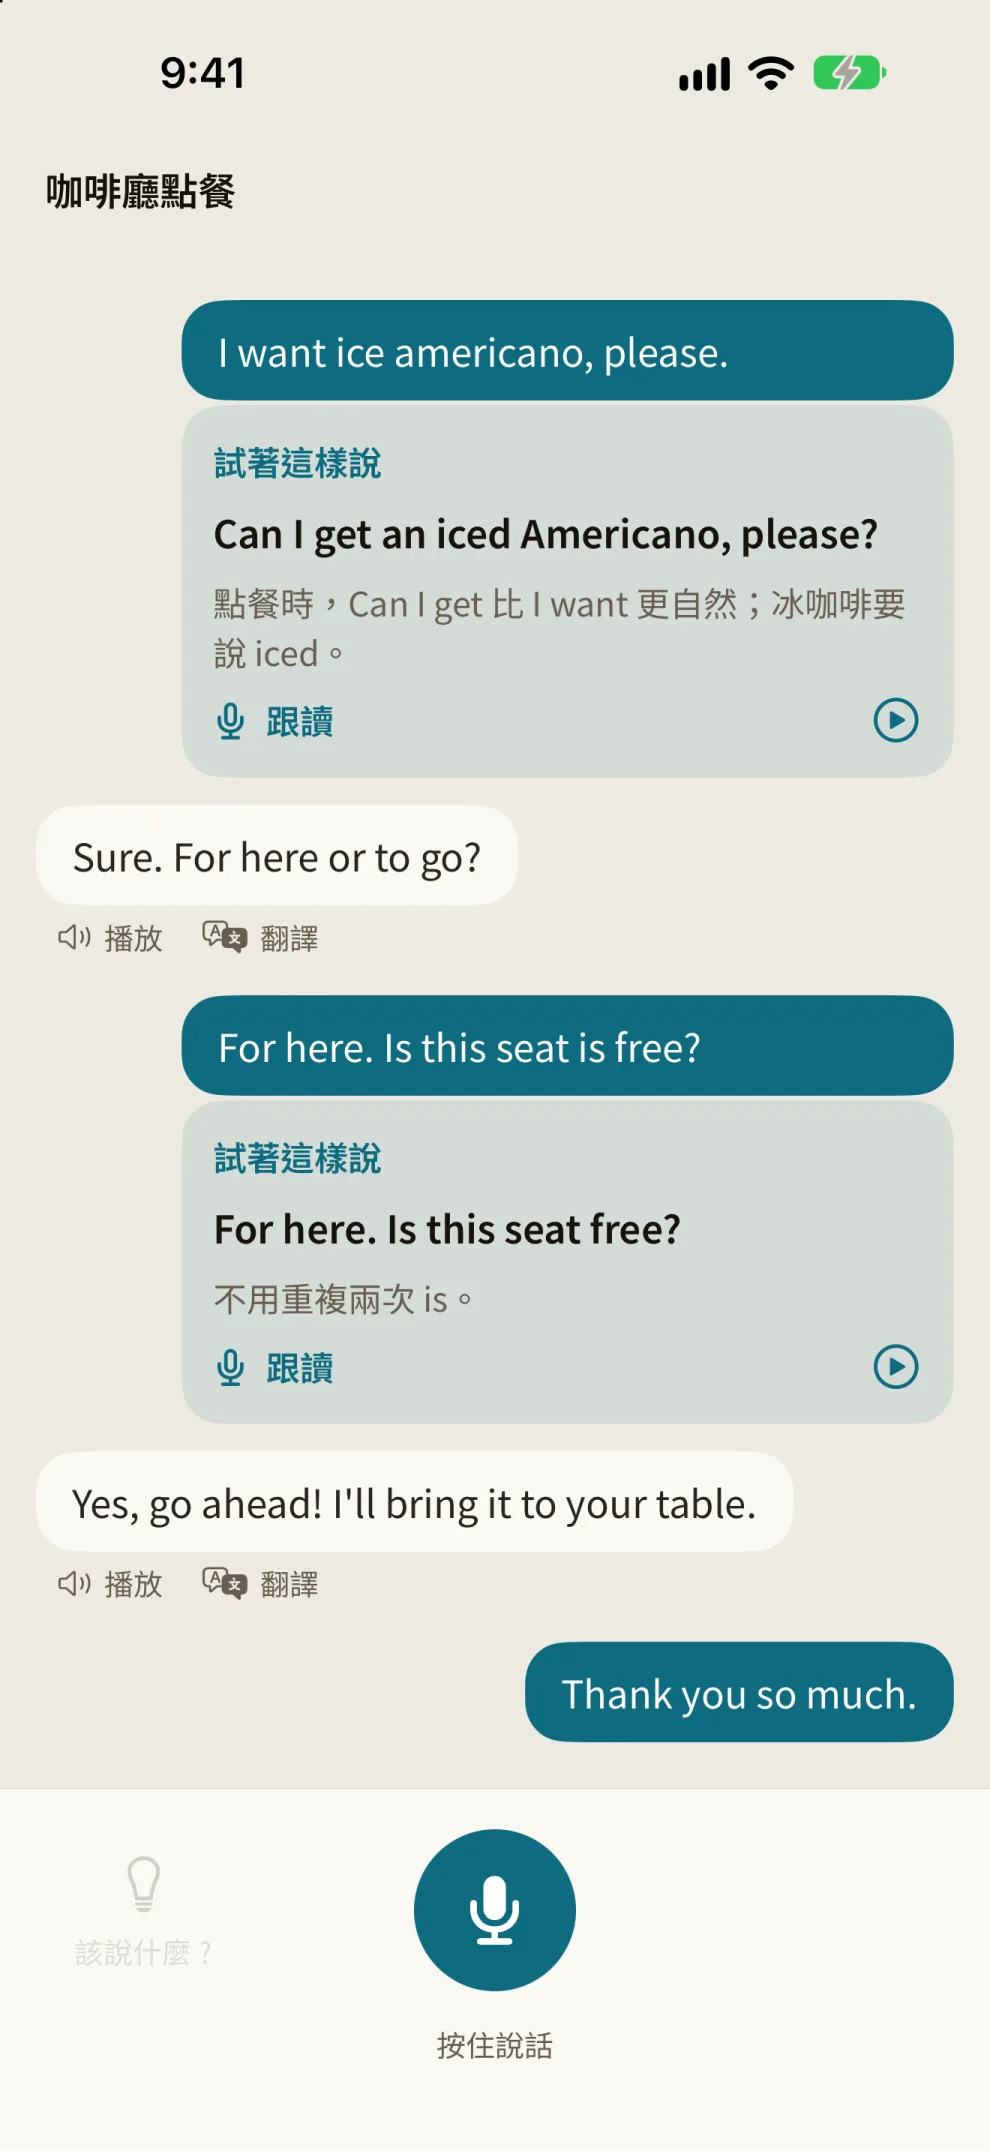 9:41
咖啡廳點餐
I want ice americano, please.
試著這樣說
Can I get an iced Americano, please?
點餐時，Can I get 比 I want 更自然；冰咖啡要
說 iced。
跟讀
Sure. For here or to go?
播放 翻譯
For here. Is this seat is free?
試著這樣說
For here. Is this seat free?
不用重複兩次 is。
跟讀
Yes, go ahead! I'll bring it to your table.
播放 翻譯
Thank you so much.
該說什麼？
按住說話